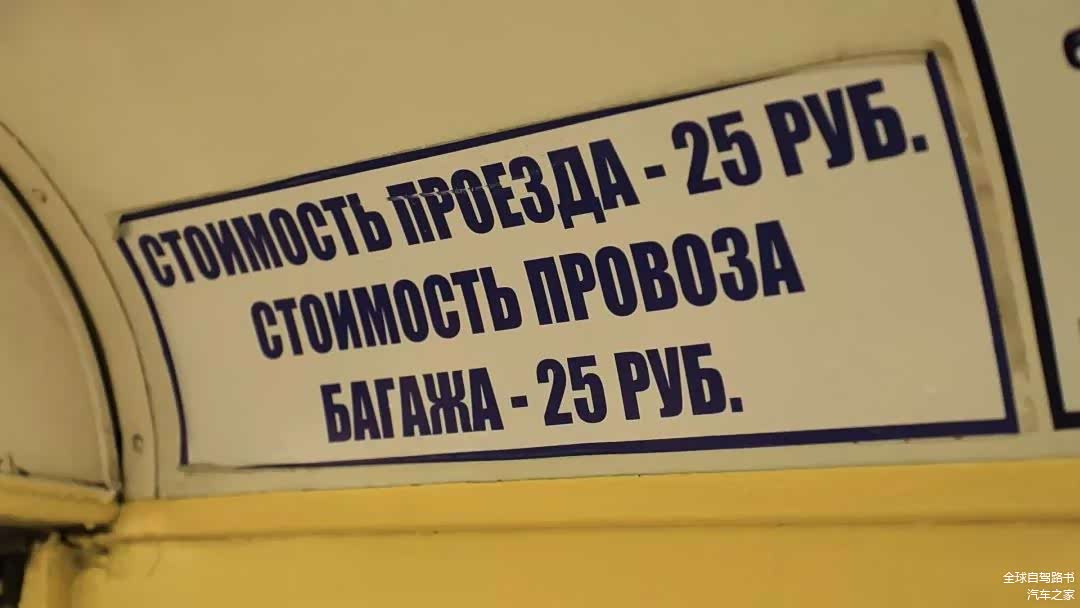 СТОИМОСТЬ ПРОЕЗДА - 25 РУБ.
СТОИМОСТЬ ПРОВОЗА
БАГАЖА - 25 РУБ.
全球自驾路书
汽车之家